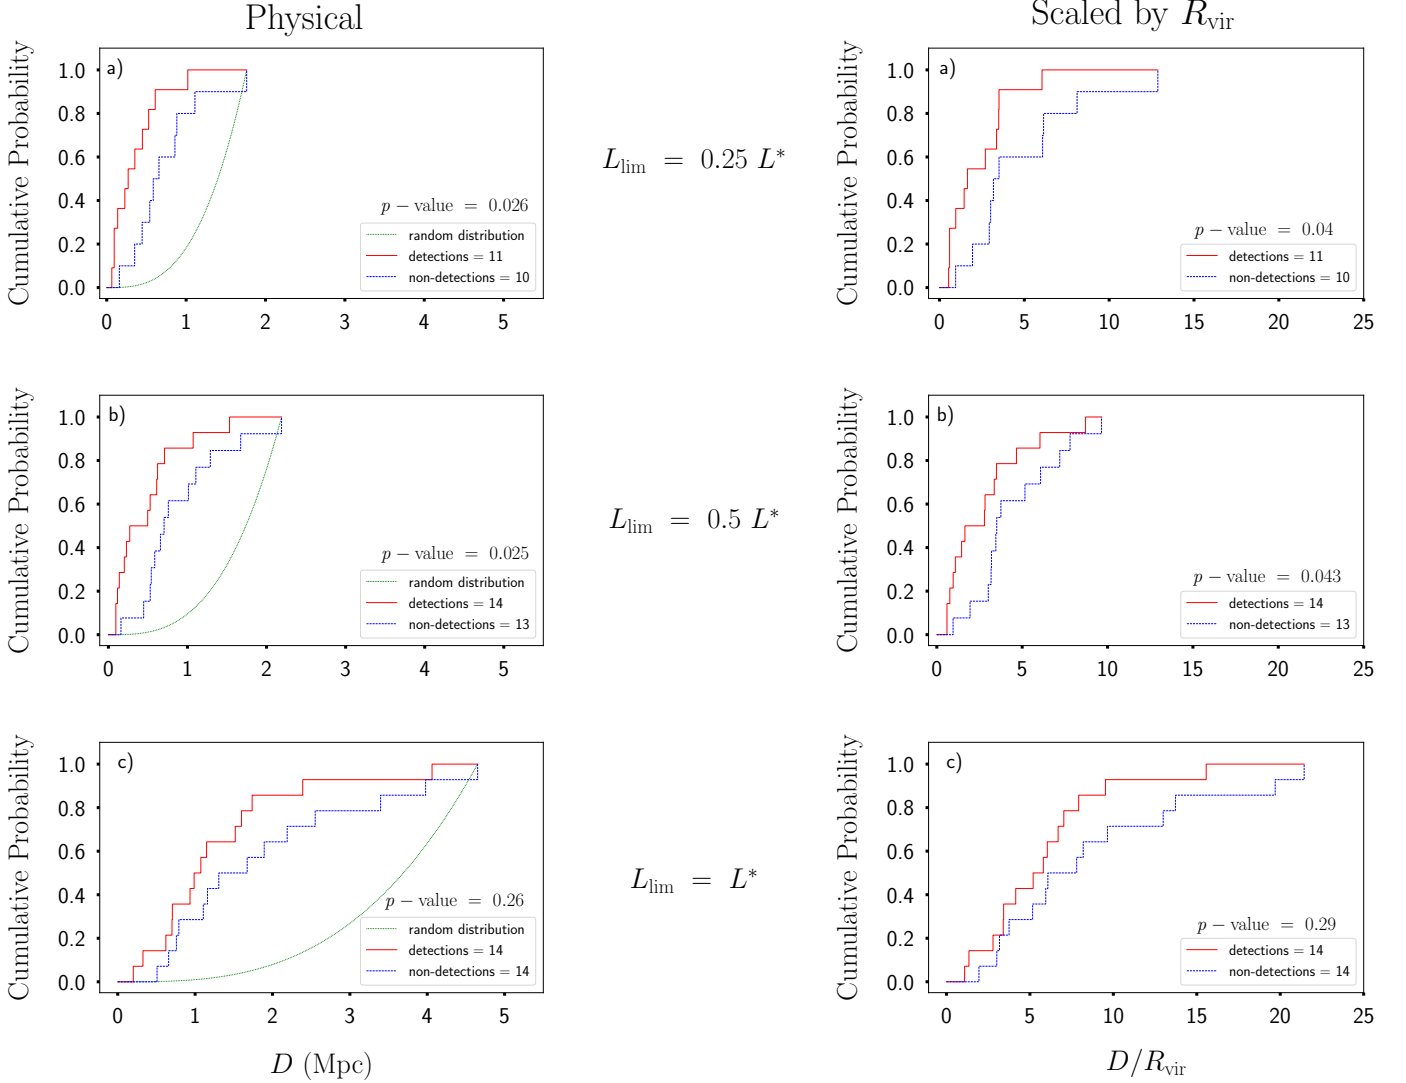 Physical
Scaled by R_vir
Cumulative Probability
a)
1.0
0.8
0.6
0.4
0.2
0.0
p − value = 0.026
random distribution
detections = 11
non-detections = 10
0 1 2 3 4 5
L_lim = 0.25 L*
Cumulative Probability
a)
1.0
0.8
0.6
0.4
0.2
0.0
p − value = 0.04
detections = 11
non-detections = 10
0 5 10 15 20 25
Cumulative Probability
b)
1.0
0.8
0.6
0.4
0.2
0.0
p − value = 0.025
random distribution
detections = 14
non-detections = 13
0 1 2 3 4 5
L_lim = 0.5 L*
Cumulative Probability
b)
1.0
0.8
0.6
0.4
0.2
0.0
p − value = 0.043
detections = 14
non-detections = 13
0 5 10 15 20 25
Cumulative Probability
c)
1.0
0.8
0.6
0.4
0.2
0.0
p − value = 0.26
random distribution
detections = 14
non-detections = 14
0 1 2 3 4 5
D (Mpc)
L_lim = L*
Cumulative Probability
c)
1.0
0.8
0.6
0.4
0.2
0.0
p − value = 0.29
detections = 14
non-detections = 14
0 5 10 15 20 25
D/R_vir